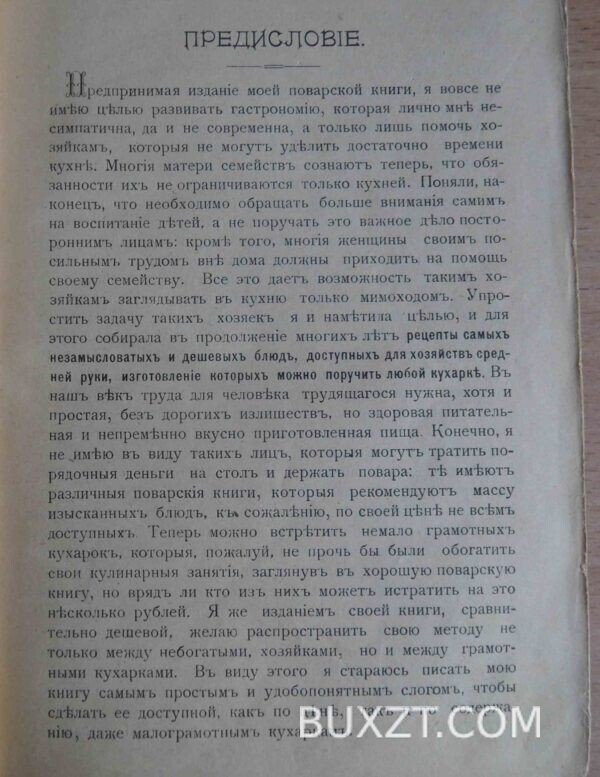 ПРЕДИСЛОВІЕ.
Предпринимая изданіе моей поварской книги, я вовсе не
имѣю цѣлью развивать гастрономію, которая лично мнѣ не-
симпатична, да и не современна, а только лишь помочь хо-
зяйкамъ, которыя не могутъ удѣлить достаточно времени
кухнѣ. Многія матери семействъ сознаютъ теперь, что обя-
занности ихъ не ограничиваются только кухней. Поняли, на-
конецъ, что необходимо обращать больше вниманія самимъ
на воспитаніе дѣтей, а не поручать это важное дѣло посто-
роннимъ лицамъ: кромѣ того, многія женщины своимъ по-
сильнымъ трудомъ внѣ дома должны приходить на помощь
своему семейству. Все это даетъ возможность такимъ хо-
зяйкамъ заглядывать въ кухню только мимоходомъ. Упро-
стить задачу такихъ хозяекъ я и намѣтила цѣлью, и для
этого собирала въ продолженіе многихъ лѣтъ рецепты самыхъ
незамысловатыхъ и дешевыхъ блюдъ, доступныхъ для хозяйствъ сред-
ней руки, изготовленіе которыхъ можно поручить любой кухаркѣ. Въ
нашъ вѣкъ труда для человѣка трудящагося нужна, хотя и
простая, безъ дорогихъ излишествъ, но здоровая питатель-
ная и непремѣнно вкусно приготовленная пища. Конечно, я
не имѣю въ виду такихъ лицъ, которыя могутъ тратить по-
рядочныя деньги на столъ и держать повара: тѣ имѣютъ
различныя поварскія книги, которыя рекомендуютъ массу
изысканныхъ блюдъ, къ сожалѣнію, по своей цѣнѣ не всѣмъ
доступныхъ. Теперь можно встрѣтить немало грамотныхъ
кухарокъ, которыя, пожалуй, не прочь бы были обогатить
свои кулинарныя занятія, заглянувъ въ хорошую поварскую
книгу, но врядъ ли кто изъ нихъ можетъ истратить на это
нѣсколько рублей. Я же изданіемъ своей книги, сравни-
тельно дешевой, желаю распространить свою методу не
только между небогатыми, хозяйками, но и между грамот-
ными кухарками. Въ виду этого я стараюсь писать мою
книгу самымъ простымъ и удобопонятнымъ слогомъ, чтобы
сдѣлать ее доступной, какъ по цѣнѣ, такъ и по содержа-
нію, даже малограмотнымъ кухаркамъ.
BUXZT.COM